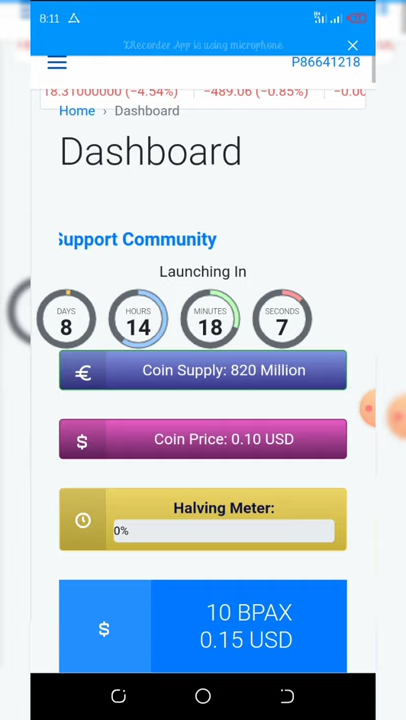 8:11
XRecorder App is using microphone
P86641218
18.31000000 (−4.54%) −489.06 (−0.85%) −0.00
Home › Dashboard
Dashboard
Support Community
Launching In
DAYS HOURS MINUTES SECONDS
8 14 18 7
€ Coin Supply: 820 Million
$ Coin Price: 0.10 USD
Halving Meter:
0%
10 BPAX
$ 0.15 USD